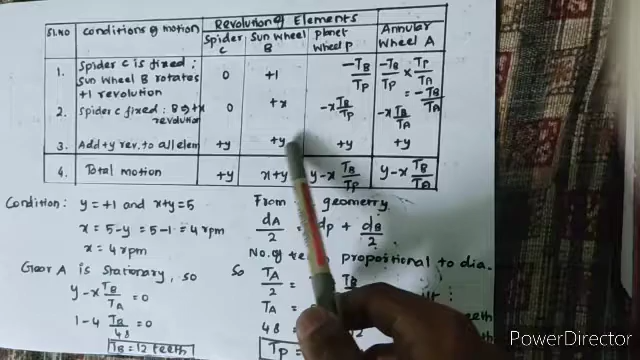 Sl.NO Conditions of motion Revolution of Elements
Spider C Sun wheel B Planet wheel P Annular Wheel A
1. Spider C is fixed; Sun Wheel B rotates +1 revolution 0 +1 -TB/TP -TB/TP × TP/TA = -TB/TA
2. Spider C fixed; B → +x revolution 0 +x -x TB/TP -x TB/TA
3. Add +y rev. to all elem +y +y +y +y
4. Total motion +y x+y y-x TB/TP y-x TB/TA
Condition: y = +1 and x+y = 5
x = 5-y = 5-1 = 4 rpm
x = 4 rpm
Gear A is stationary, so
y-x TB/TA = 0
1-4 TB/48 = 0
TB = 12 teeth
From geometry
dA/2 = dp + dB/2
No. of proportional to dia.
So TA/2 = TB
TA =
48 = 12
TP =
PowerDirector